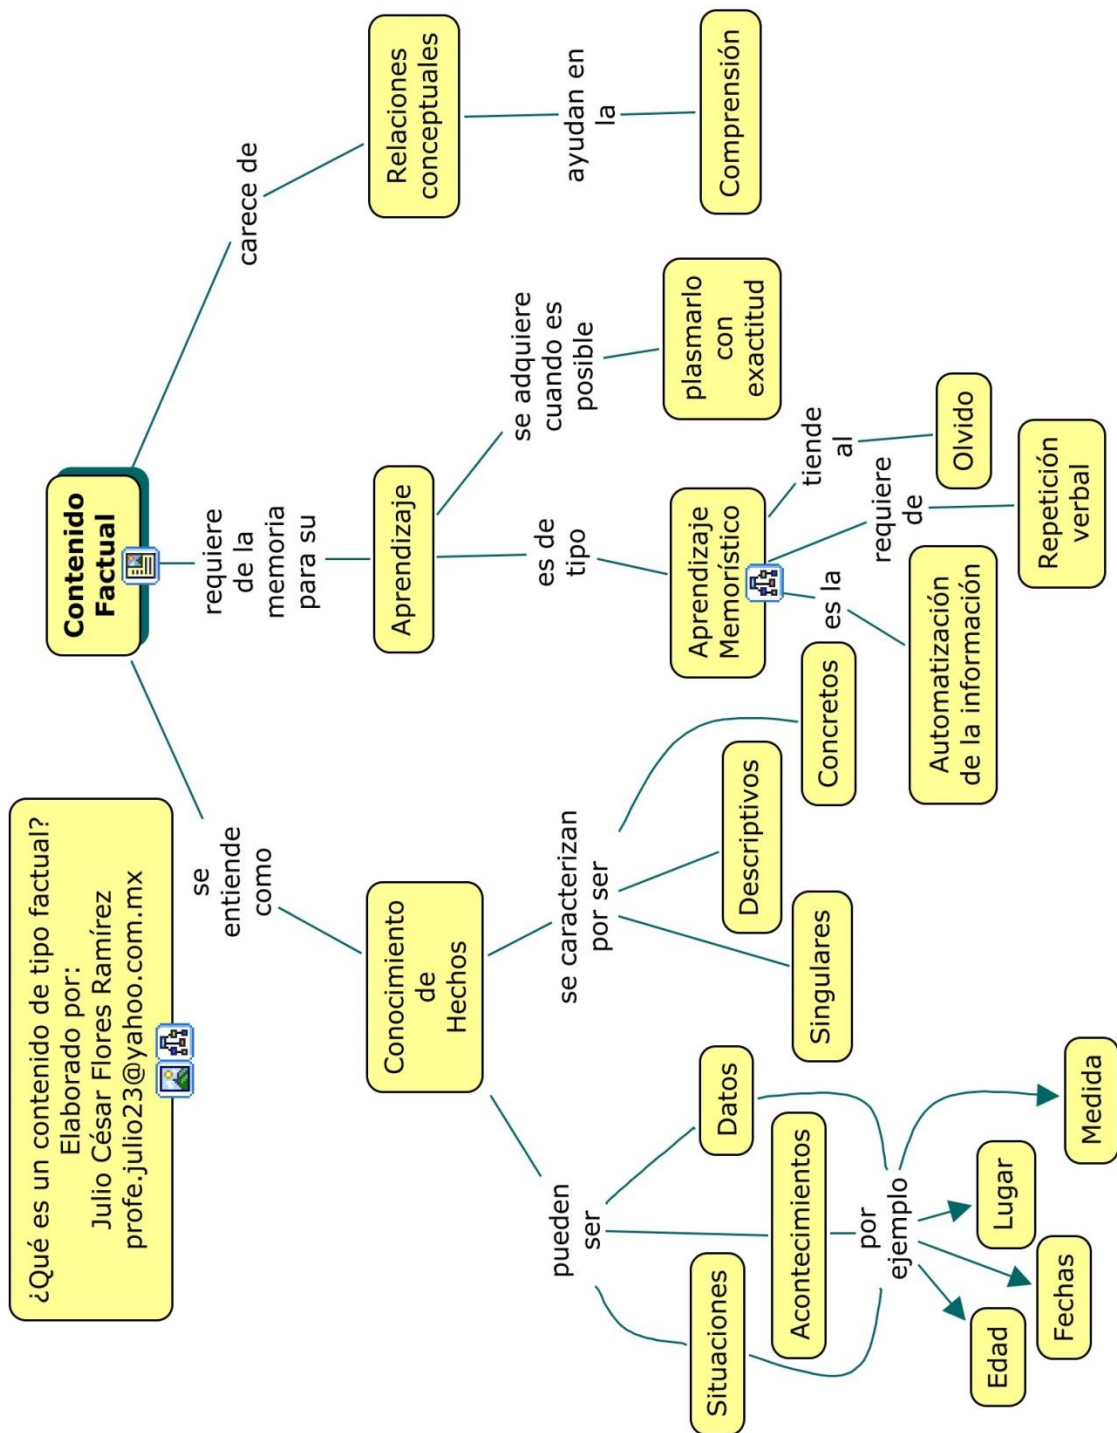 ¿Qué es un contenido de tipo factual?
Elaborado por:
Julio César Flores Ramírez
profe.julio23@yahoo.com.mx
Contenido
Factual
se
entiende
como
requiere
de la
memoria
para su
carece de
Conocimiento
de
Hechos
Aprendizaje
Relaciones
conceptuales
pueden
ser
se caracterizan
por ser
es de
tipo
se adquiere
cuando es
posible
ayudan en
la
Situaciones
Acontecimientos
Datos
Singulares
Descriptivos
Concretos
Aprendizaje
Memorístico
plasmarlo
con
exactitud
Comprensión
por
ejemplo
es la
requiere
de
tiende
al
Edad
Fechas
Lugar
Medida
Automatización
de la información
Repetición
verbal
Olvido